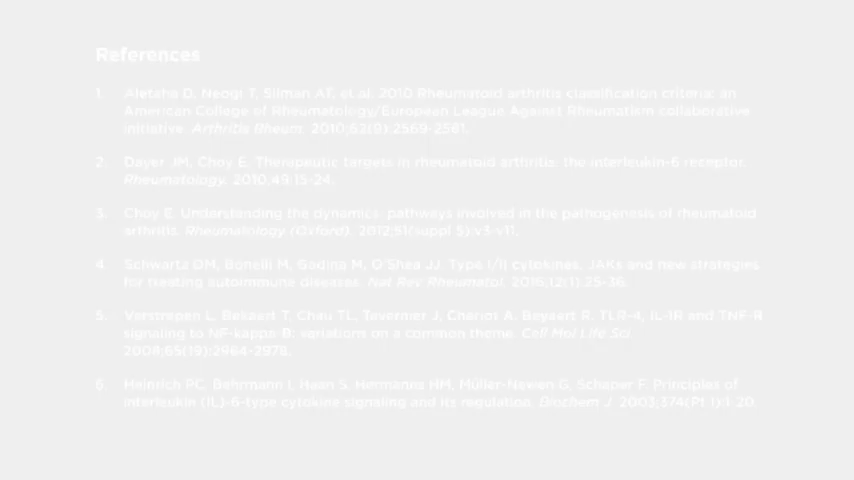 References
1. Aletaha D, Neogi T, Silman AT, et al. 2010 Rheumatoid arthritis classification criteria: an
American College of Rheumatology/European League Against Rheumatism collaborative
initiative. Arthritis Rheum. 2010;62(9):2569-2581.
2. Dayer JM, Choy E. Therapeutic targets in rheumatoid arthritis: the interleukin-6 receptor.
Rheumatology. 2010;49:15-24.
3. Choy E. Understanding the dynamics: pathways involved in the pathogenesis of rheumatoid
arthritis. Rheumatology (Oxford). 2012;51(suppl 5):v3-v11.
4. Schwartz DM, Bonelli M, Gadina M, O'Shea JJ. Type I/II cytokines, JAKs and new strategies
for treating autoimmune diseases. Nat Rev Rheumatol. 2016;12(1):25-36.
5. Verstrepen L, Bekaert T, Chau TL, Tavernier J, Chariot A, Beyaert R. TLR-4, IL-1R and TNF-R
signaling to NF-kappa B: variations on a common theme. Cell Mol Life Sci.
2008;65(19):2964-2978.
6. Heinrich PC, Behrmann I, Haan S, Hermanns HM, Müller-Newen G, Schaper F. Principles of
interleukin (IL)-6-type cytokine signaling and its regulation. Biochem J. 2003;374(Pt 1):1-20.